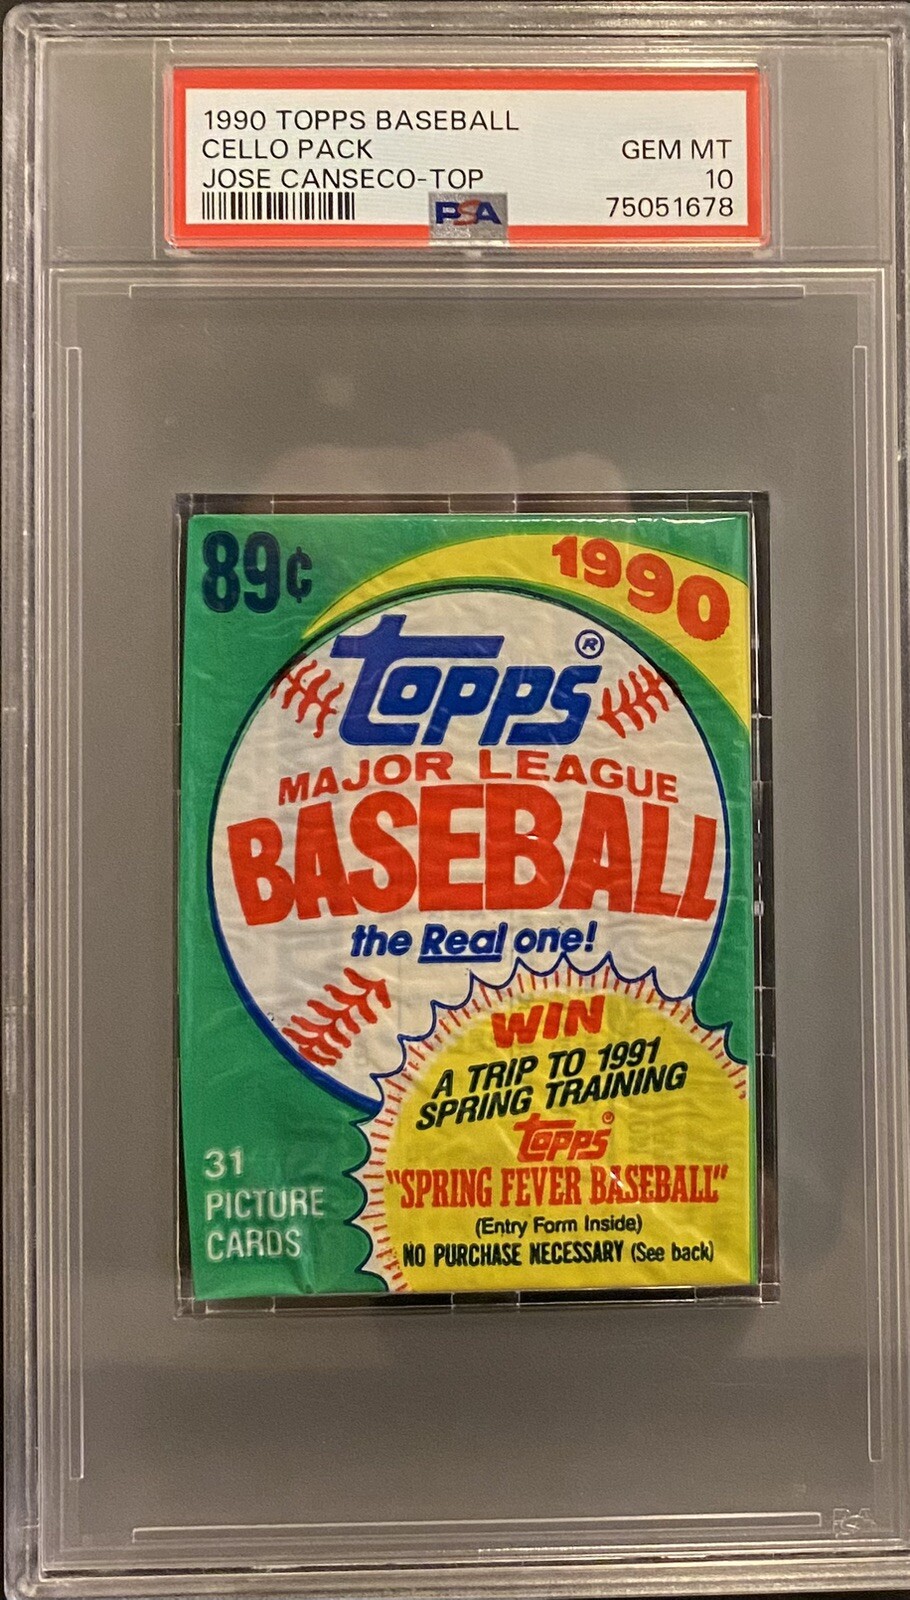 1990 TOPPS BASEBALL
CELLO PACK GEM MT
JOSE CANSECO-TOP 10
PSA 75051678
89¢ 1990
topps®
MAJOR LEAGUE
BASEBALL
the Real one!
WIN
A TRIP TO 1991
SPRING TRAINING
topps®
"SPRING FEVER BASEBALL"
(Entry Form Inside)
NO PURCHASE NECESSARY (See back)
31
PICTURE
CARDS
PSA